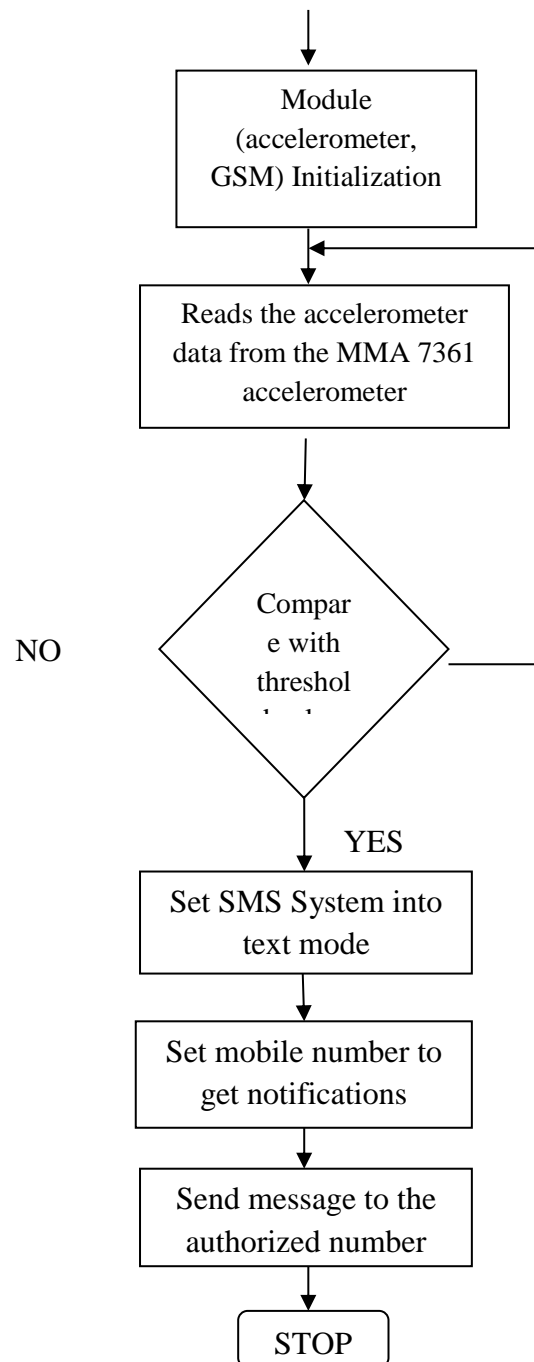 Module
(accelerometer,
GSM) Initialization
Reads the accelerometer
data from the MMA 7361
accelerometer
Compar
e with
threshol
NO
YES
Set SMS System into
text mode
Set mobile number to
get notifications
Send message to the
authorized number
STOP